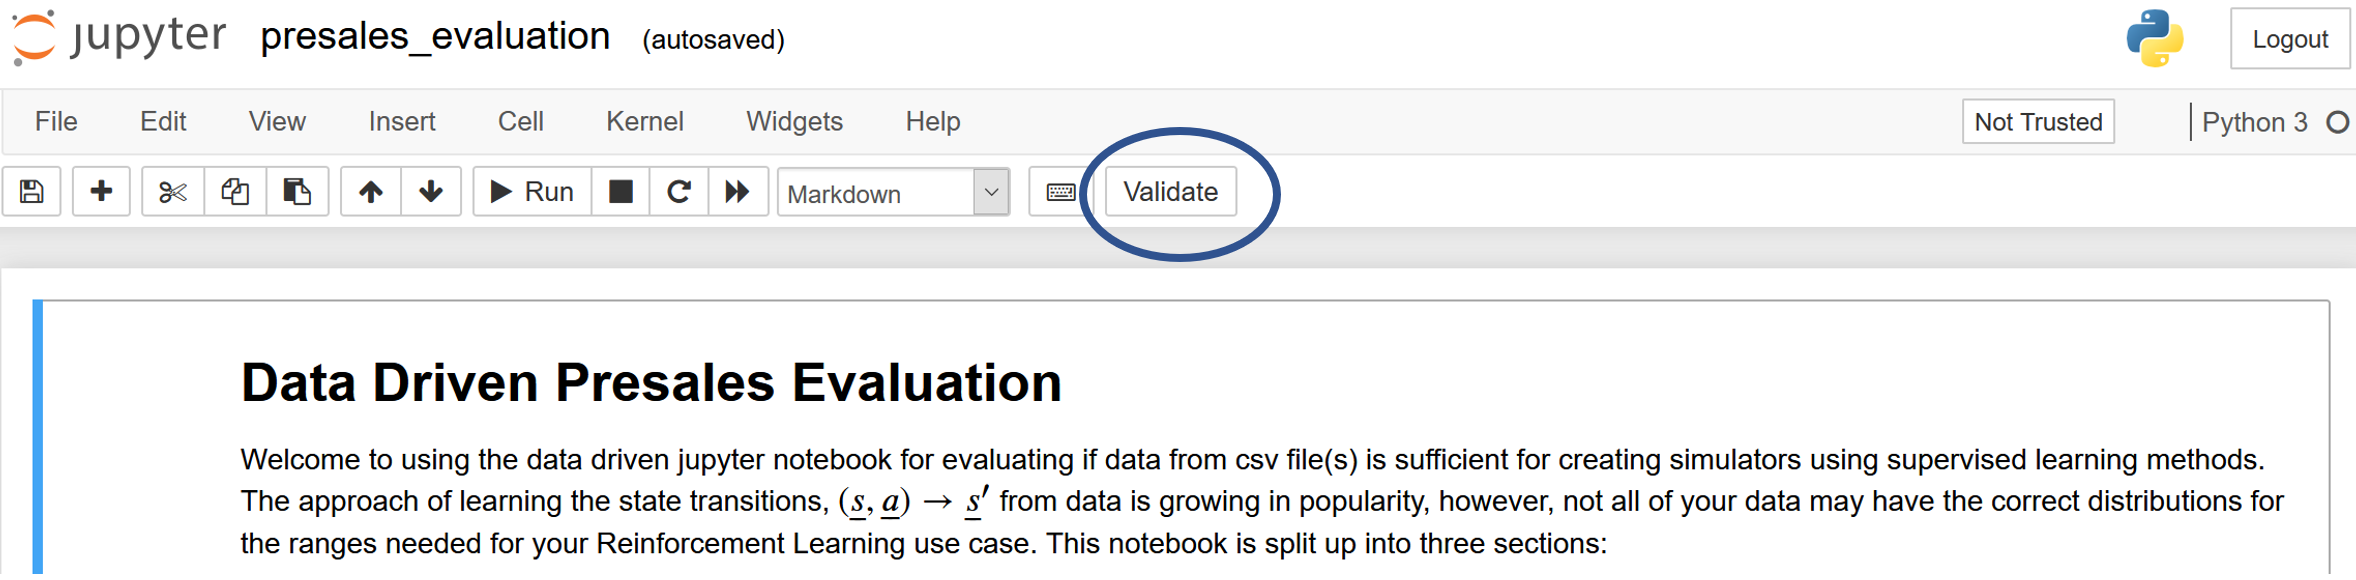 jupyter presales_evaluation (autosaved) Logout
File Edit View Insert Cell Kernel Widgets Help Not Trusted Python 3
Run Markdown Validate
Data Driven Presales Evaluation
Welcome to using the data driven jupyter notebook for evaluating if data from csv file(s) is sufficient for creating simulators using supervised learning methods.
The approach of learning the state transitions, (s, a) → s′ from data is growing in popularity, however, not all of your data may have the correct distributions for
the ranges needed for your Reinforcement Learning use case. This notebook is split up into three sections: